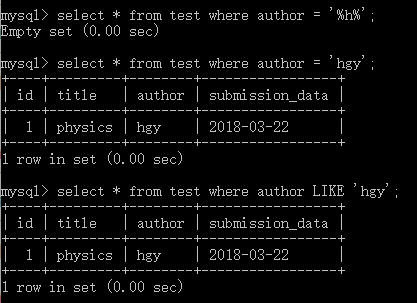 mysql> select * from test where author = '%h%';
Empty set (0.00 sec)
mysql> select * from test where author = 'hgy';
+----+---------+--------+-----------------+
| id | title   | author | submission_data |
+----+---------+--------+-----------------+
|  1 | physics | hgy    | 2018-03-22      |
+----+---------+--------+-----------------+
1 row in set (0.00 sec)
mysql> select * from test where author LIKE 'hgy';
+----+---------+--------+-----------------+
| id | title   | author | submission_data |
+----+---------+--------+-----------------+
|  1 | physics | hgy    | 2018-03-22      |
+----+---------+--------+-----------------+
1 row in set (0.00 sec)